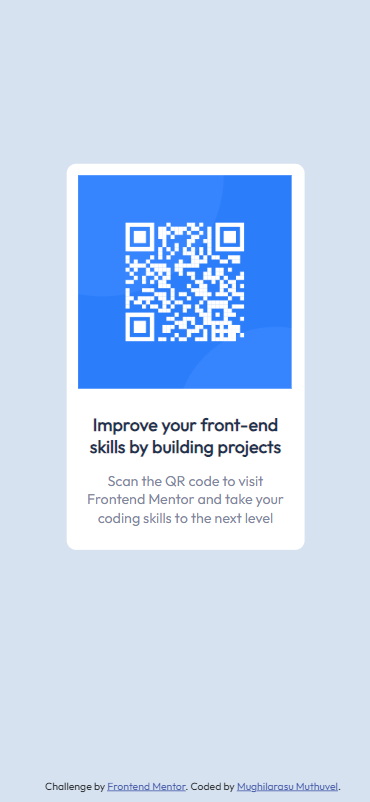 Improve your front-end
skills by building projects
Scan the QR code to visit
Frontend Mentor and take your
coding skills to the next level
Challenge by Frontend Mentor. Coded by Mughilarasu Muthuvel.